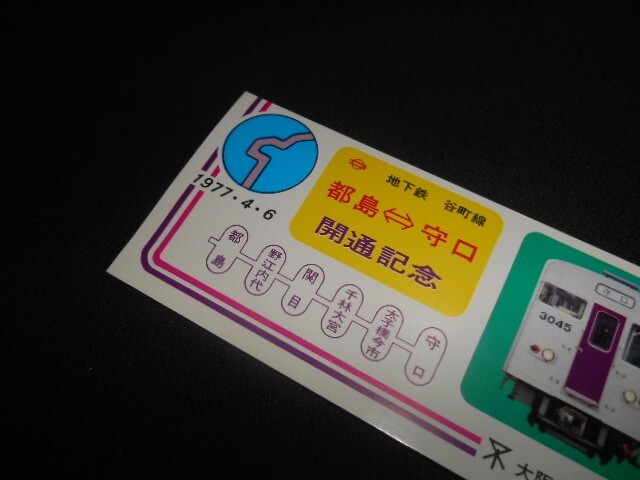 1977・4・6
地下鉄 谷町線
都島⇔守口
開通記念
都島
野江内代
関目
千林大宮
太子橋今市
守口
守口
3045
大阪